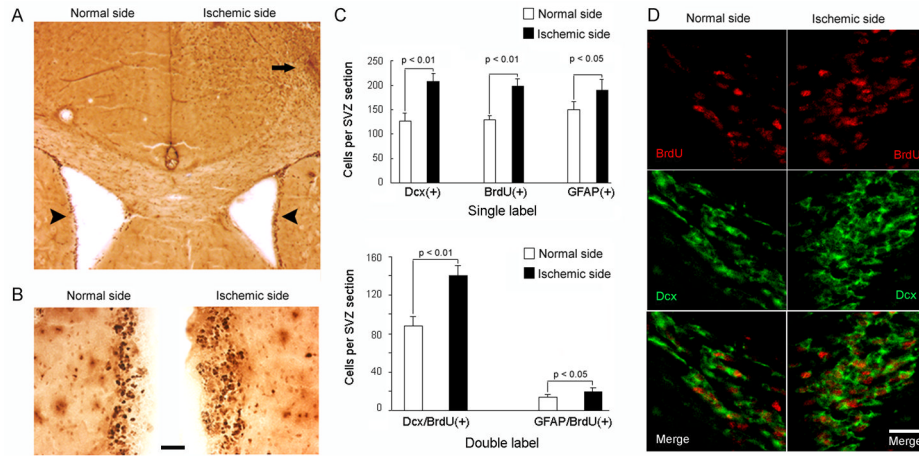 A
Normal side
Ischemic side
B
Normal side
Ischemic side
C
Normal side
Ischemic side
Cells per SVZ section
250
200
150
100
50
0
p < 0.01
p < 0.01
p < 0.05
Dcx(+)
BrdU(+)
GFAP(+)
Single label
Normal side
Ischemic side
Cells per SVZ section
160
120
80
40
0
p < 0.01
p < 0.05
Dcx/BrdU(+)
GFAP/BrdU(+)
Double label
D
Normal side
Ischemic side
BrdU
BrdU
Dcx
Dcx
Merge
Merge